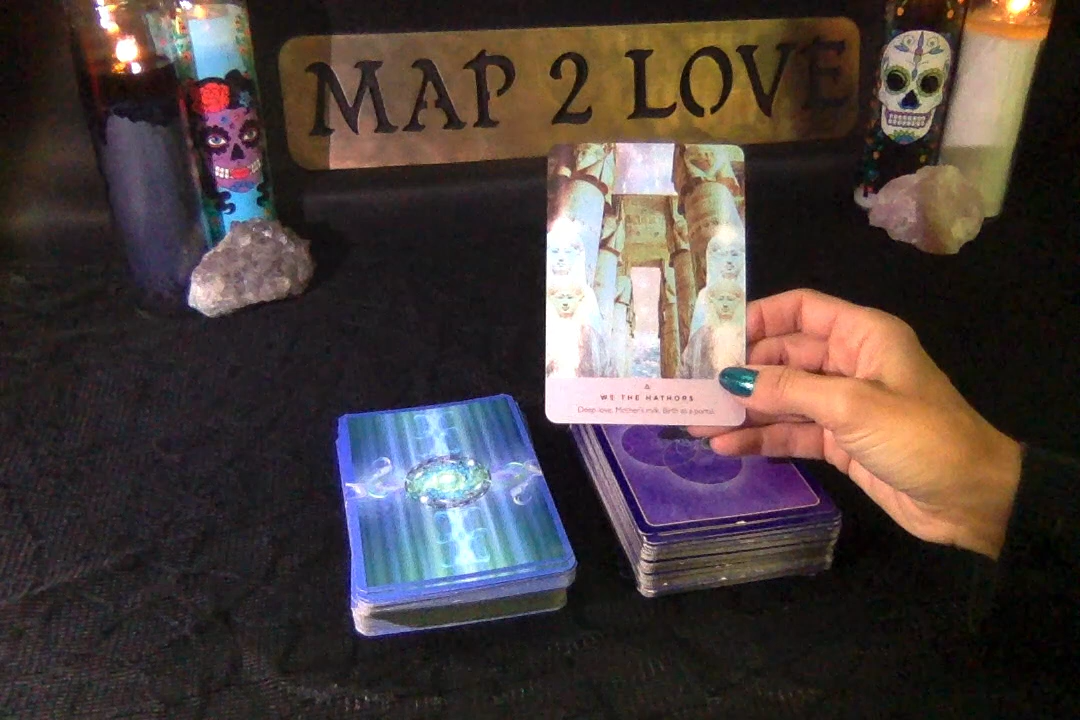 MAP 2 LOVE
WE THE HATHORS
Deep love. Mother's milk. Birth as a portal.